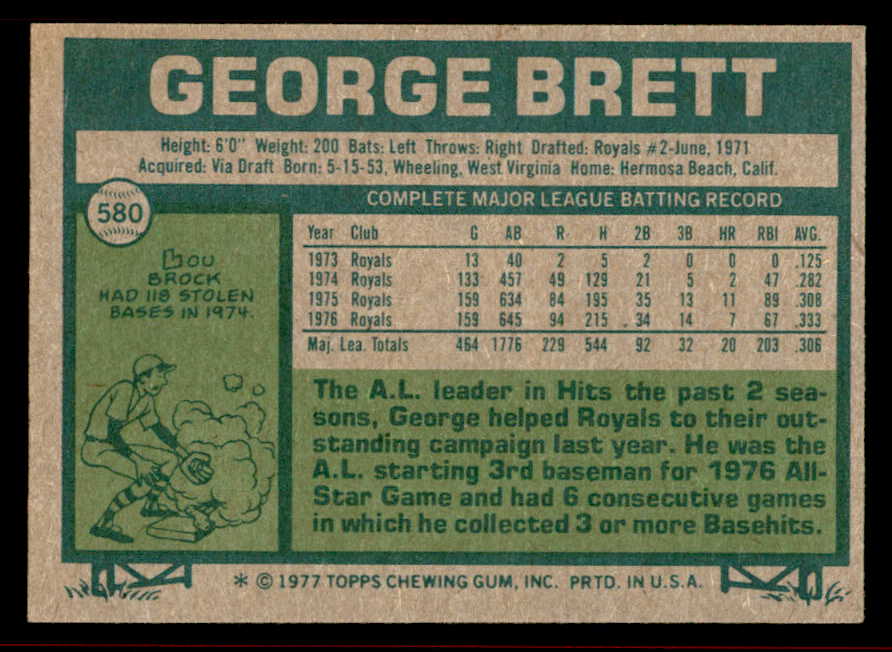 GEORGE BRETT
Height: 6'0" Weight: 200 Bats: Left Throws: Right Drafted: Royals #2-June, 1971
Acquired: Via Draft Born: 5-15-53, Wheeling, West Virginia Home: Hermosa Beach, Calif.
580
COMPLETE MAJOR LEAGUE BATTING RECORD
Year Club G AB R H 2B 3B HR RBI AVG.
1973 Royals 13 40 2 5 2 0 0 0 .125
1974 Royals 133 457 49 129 21 5 2 47 .282
1975 Royals 159 634 84 195 35 13 11 89 .308
1976 Royals 159 645 94 215 34 14 7 67 .333
Maj. Lea. Totals 464 1776 229 544 92 32 20 203 .306
LOU
BROCK
HAD 118 STOLEN
BASES IN 1974.
The A.L. leader in Hits the past 2 sea-
sons, George helped Royals to their out-
standing campaign last year. He was the
A.L. starting 3rd baseman for 1976 All-
Star Game and had 6 consecutive games
in which he collected 3 or more Basehits.
* © 1977 TOPPS CHEWING GUM, INC. PRTD. IN U.S.A.